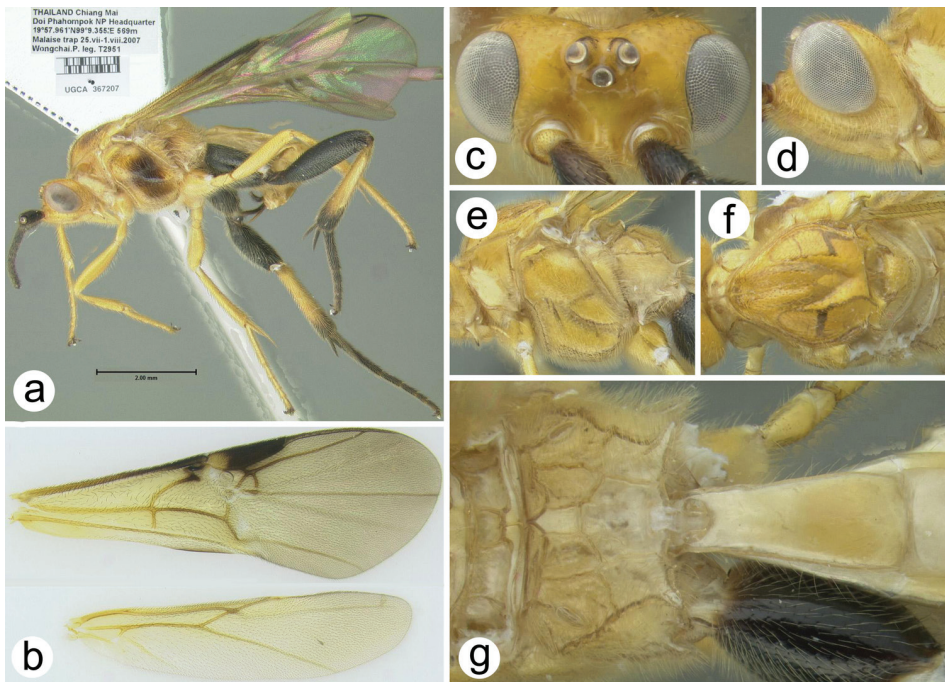 THAILAND Chiang Mai
Doi Phahompok NP Headquarter
19°57.961'N99°9.355'E 569m
Malaise trap 25.vii-1.viii.2007
Wongchai.P. leg. T2951
UGCA 367207
a
2.00 mm
b
c
d
e
f
g